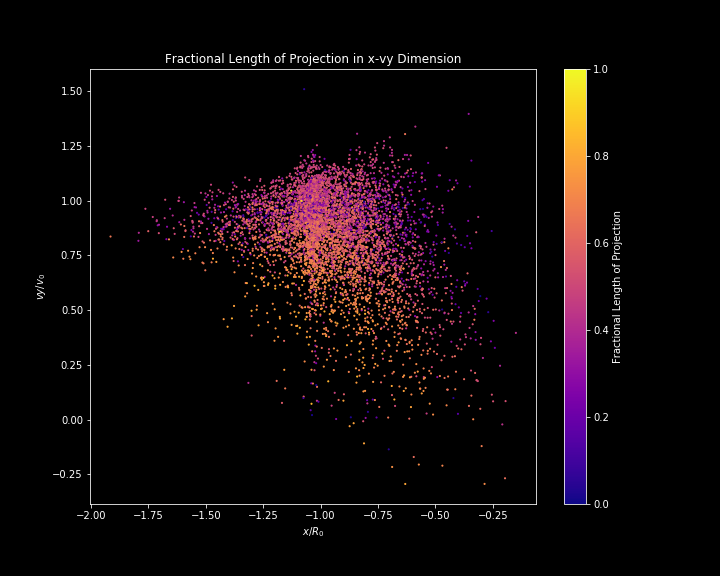 Fractional Length of Projection in x-vy Dimension
1.50
1.25
1.00
0.75
0.50
0.25
0.00
−0.25
vy/v₀
−2.00 −1.75 −1.50 −1.25 −1.00 −0.75 −0.50 −0.25
x/R₀
1.0
0.8
0.6
0.4
0.2
0.0
Fractional Length of Projection